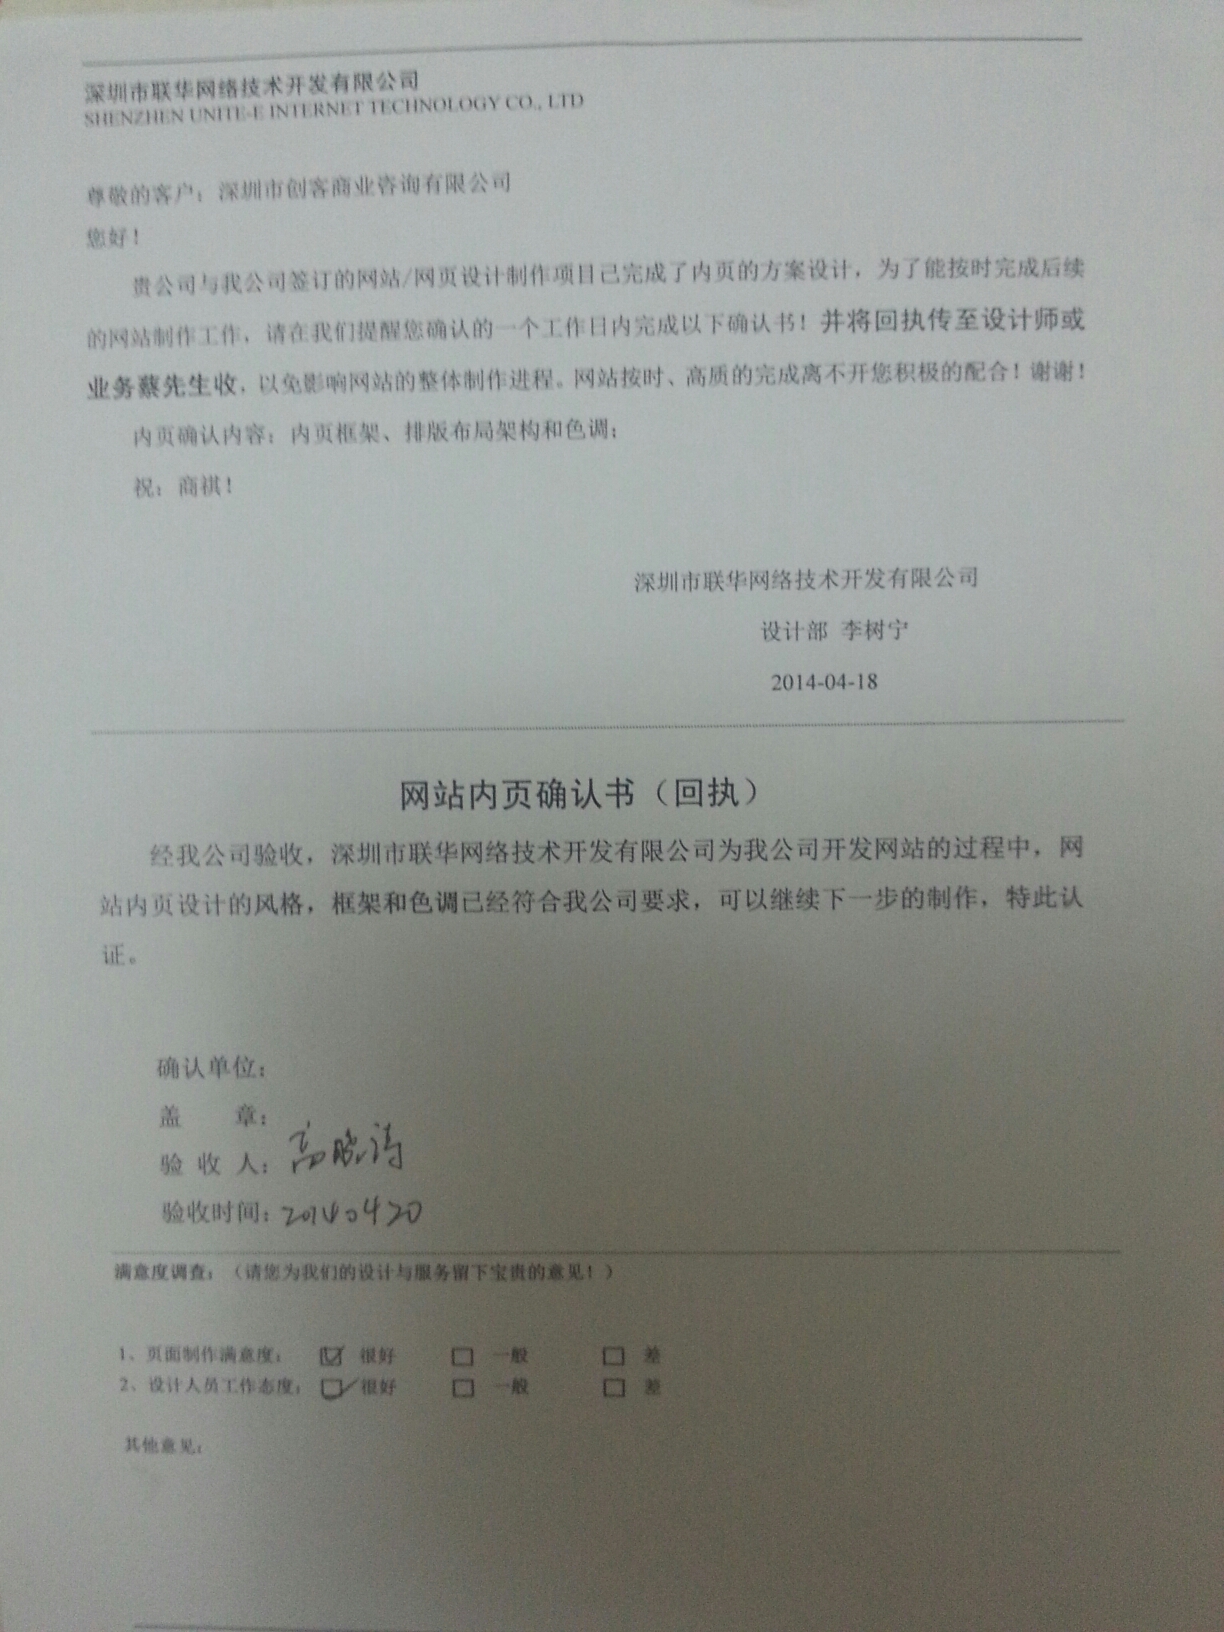 深圳市联华网络技术开发有限公司
SHENZHEN UNITE-E INTERNET TECHNOLOGY CO., LTD
尊敬的客户：深圳市创客商业咨询有限公司
您好！
贵公司与我公司签订的网站/网页设计制作项目已完成了内页的方案设计，为了能按时完成后续
的网站制作工作，请在我们提醒您确认的一个工作日内完成以下确认书！并将回执传至设计师或
业务蔡先生收，以免影响网站的整体制作进程。网站按时、高质的完成离不开您积极的配合！谢谢！
内页确认内容：内页框架、排版布局架构和色调；
祝：商祺！
深圳市联华网络技术开发有限公司
设计部 李树宁
2014-04-18
网站内页确认书（回执）
经我公司验收，深圳市联华网络技术开发有限公司为我公司开发网站的过程中，网
站内页设计的风格，框架和色调已经符合我公司要求，可以继续下一步的制作，特此认
证。
确认单位：
盖 章：
验 收 人：高晓涛
验收时间：20140420
满意度调查：（请您为我们的设计与服务留下宝贵的意见！）
1、页面制作满意度： ☑ 很好 □ 一般 □ 差
2、设计人员工作态度： ☑ 很好 □ 一般 □ 差
其他意见：